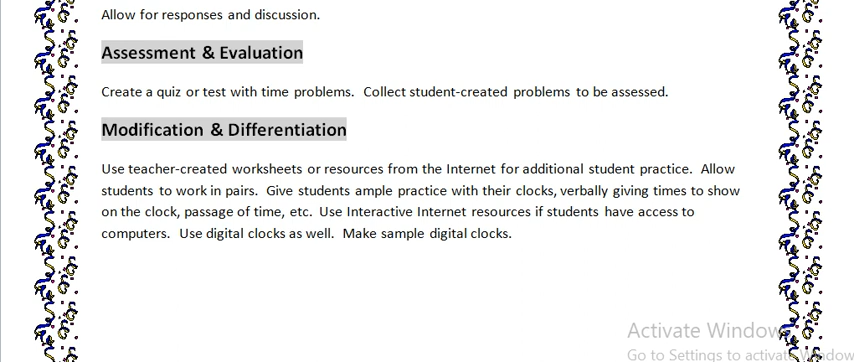 Allow for responses and discussion.
Assessment & Evaluation
Create a quiz or test with time problems.  Collect student-created problems to be assessed.
Modification & Differentiation
Use teacher-created worksheets or resources from the Internet for additional student practice.  Allow
students to work in pairs.  Give students ample practice with their clocks, verbally giving times to show
on the clock, passage of time, etc.  Use Interactive Internet resources if students have access to
computers.  Use digital clocks as well.  Make sample digital clocks.
Activate Windows
Go to Settings to activate Windows